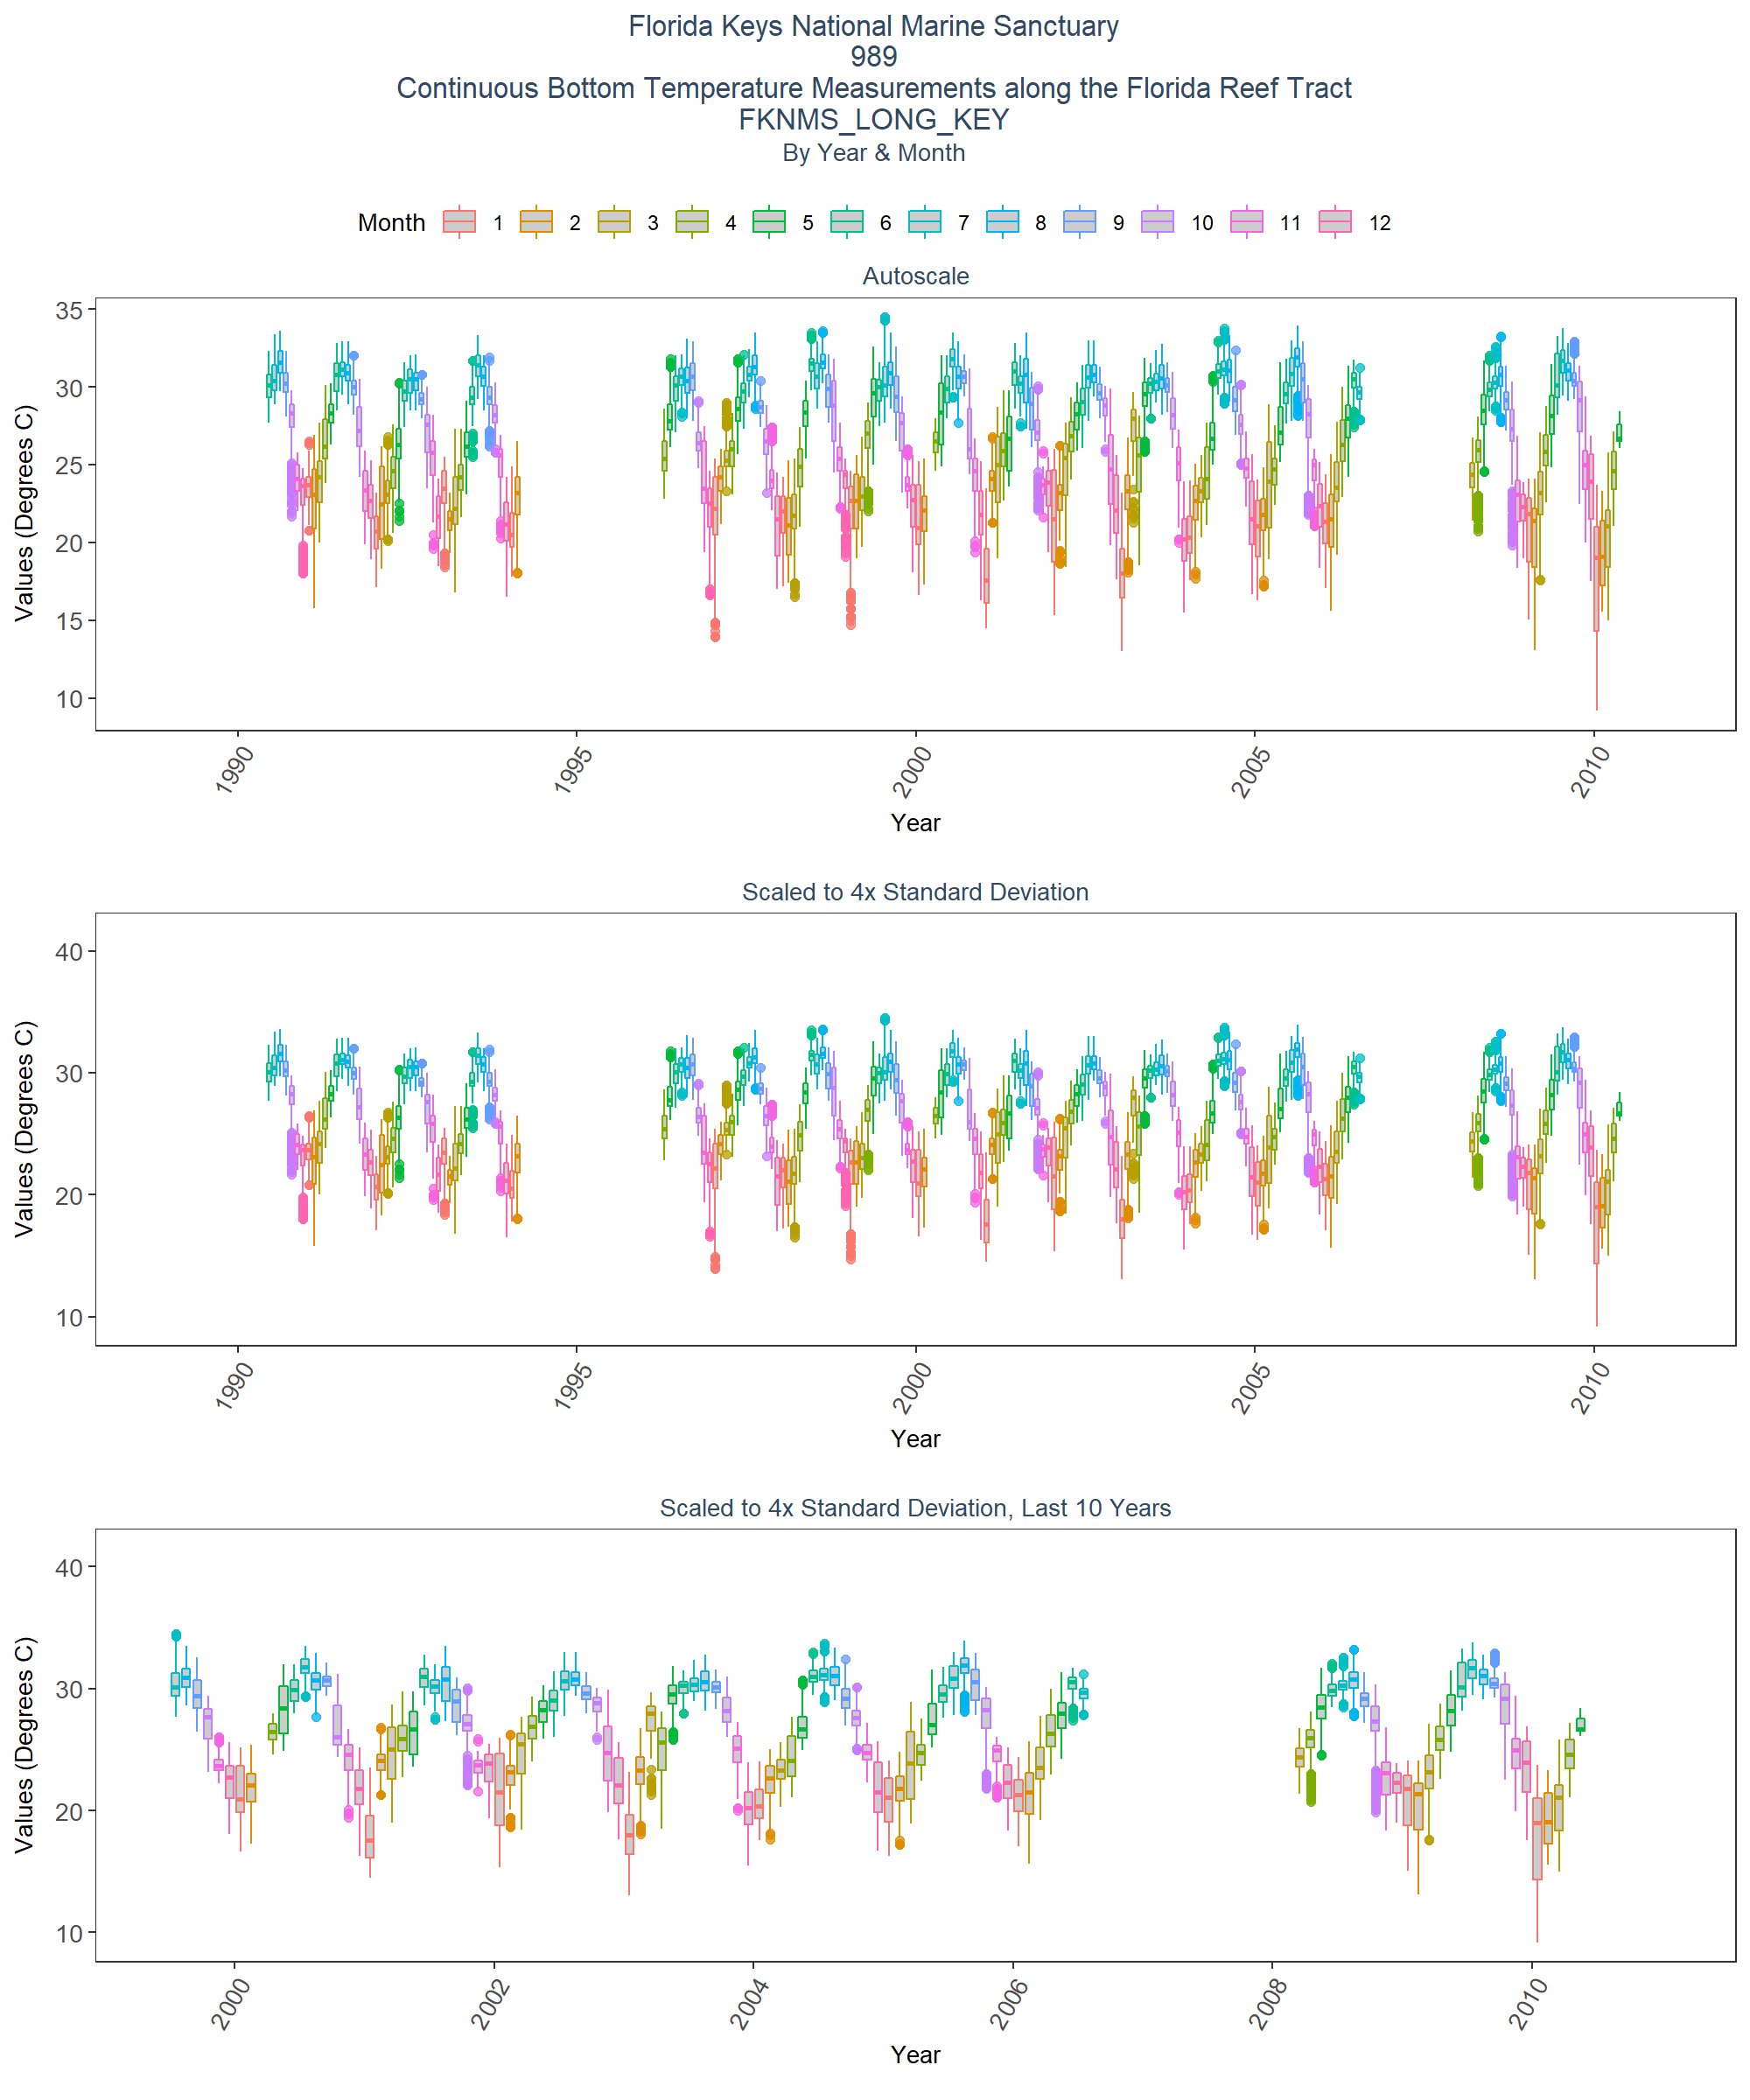 Florida Keys National Marine Sanctuary
989
Continuous Bottom Temperature Measurements along the Florida Reef Tract
FKNMS_LONG_KEY
By Year & Month
Month 1 2 3 4 5 6 7 8 9 10 11 12
Autoscale
Values (Degrees C)
35
30
25
20
15
10
1990 1995 2000 2005 2010
Year
Scaled to 4x Standard Deviation
Values (Degrees C)
40
30
20
10
1990 1995 2000 2005 2010
Year
Scaled to 4x Standard Deviation, Last 10 Years
Values (Degrees C)
40
30
20
10
2000 2002 2004 2006 2008 2010
Year